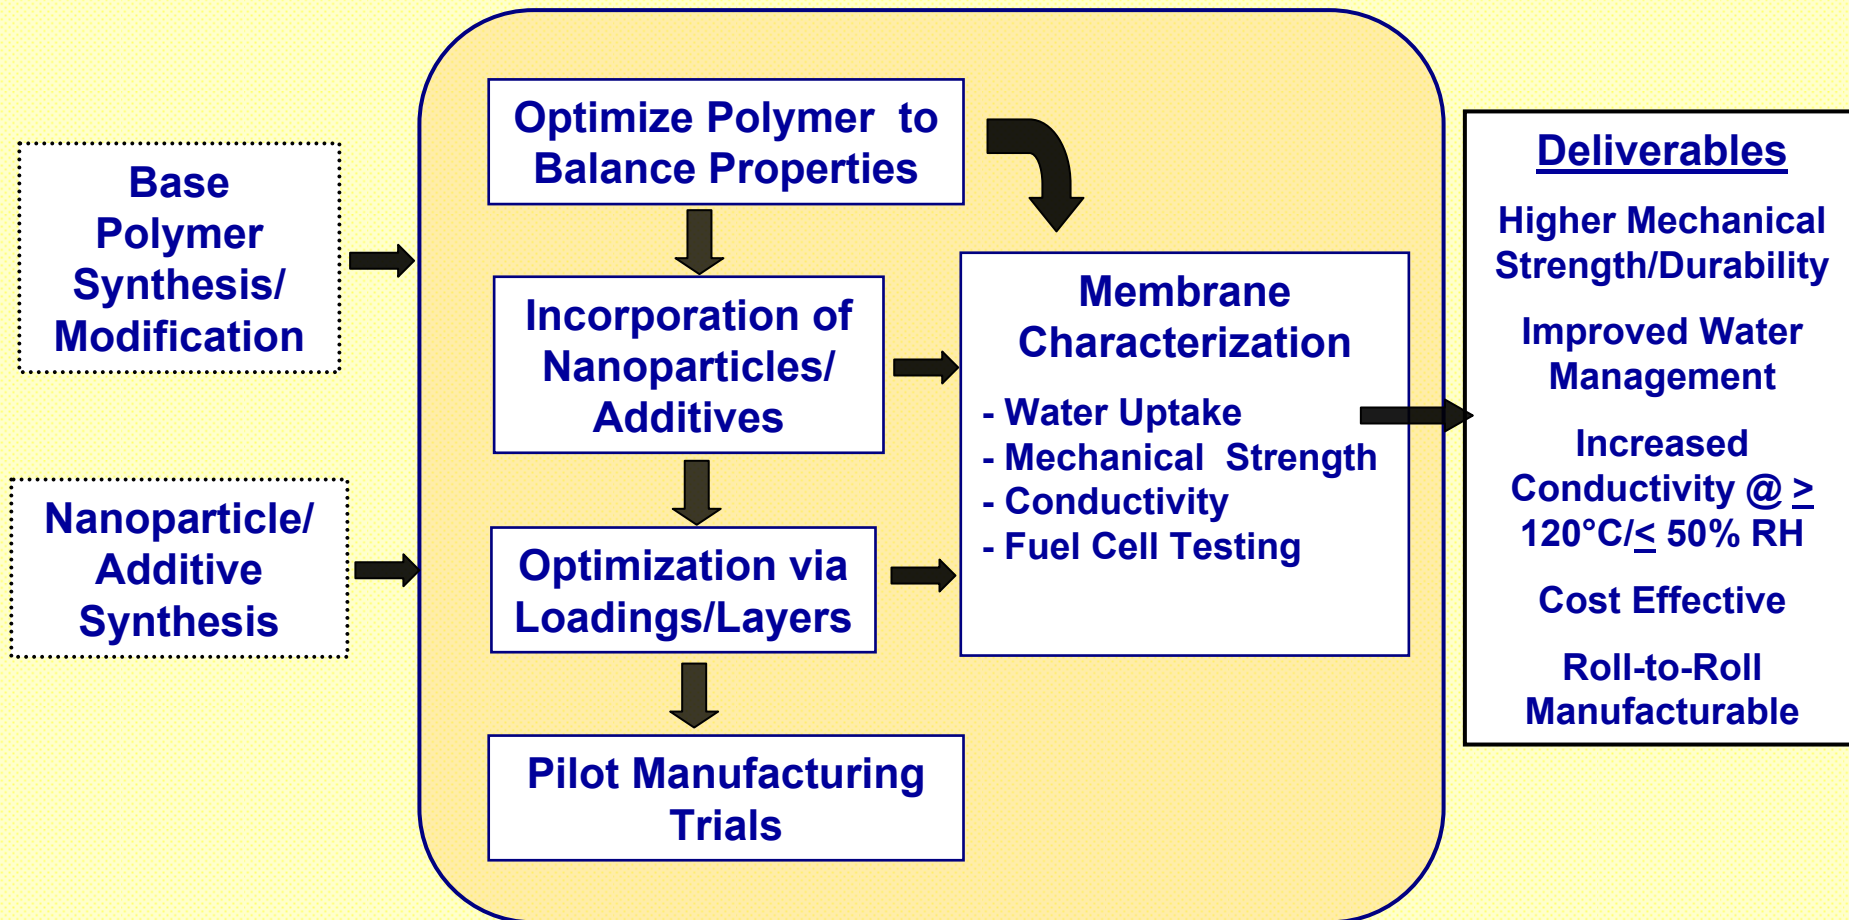 Base
Polymer
Synthesis/
Modification
Nanoparticle/
Additive
Synthesis
Optimize Polymer to
Balance Properties
Incorporation of
Nanoparticles/
Additives
Optimization via
Loadings/Layers
Pilot Manufacturing
Trials
Membrane
Characterization
- Water Uptake
- Mechanical Strength
- Conductivity
- Fuel Cell Testing
Deliverables
Higher Mechanical
Strength/Durability
Improved Water
Management
Increased
Conductivity @ ≥
120°C/≤ 50% RH
Cost Effective
Roll-to-Roll
Manufacturable